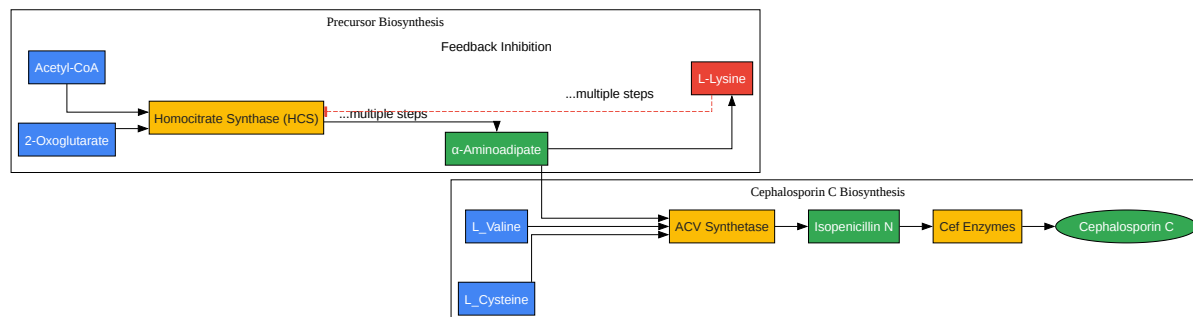 Precursor Biosynthesis
Feedback Inhibition
Acetyl-CoA
L-Lysine
...multiple steps
Homocitrate Synthase (HCS)
...multiple steps
2-Oxoglutarate
α-Aminoadipate
Cephalosporin C Biosynthesis
L_Valine
ACV Synthetase
Isopenicillin N
Cef Enzymes
Cephalosporin C
L_Cysteine